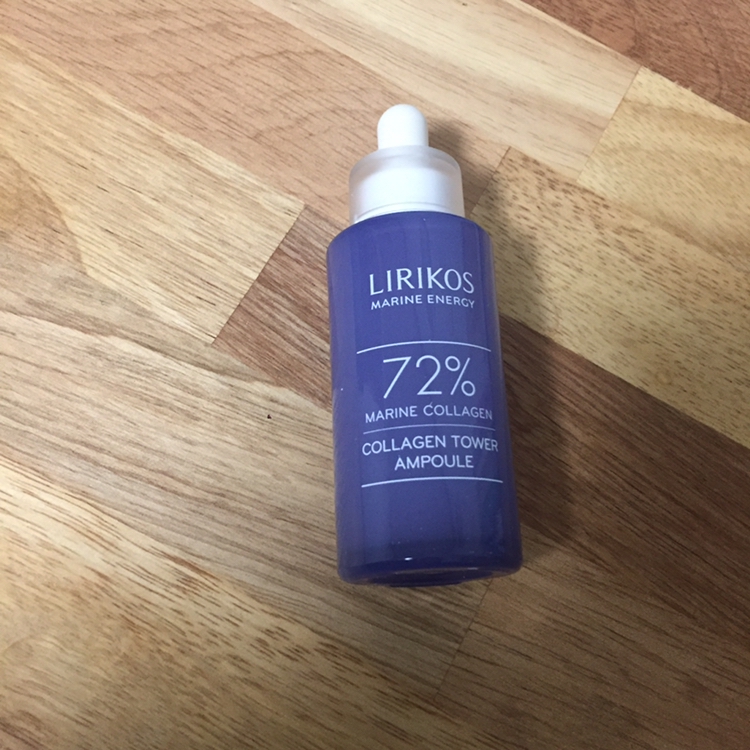 LIRIKOS
MARINE ENERGY
72%
MARINE COLLAGEN
COLLAGEN TOWER
AMPOULE